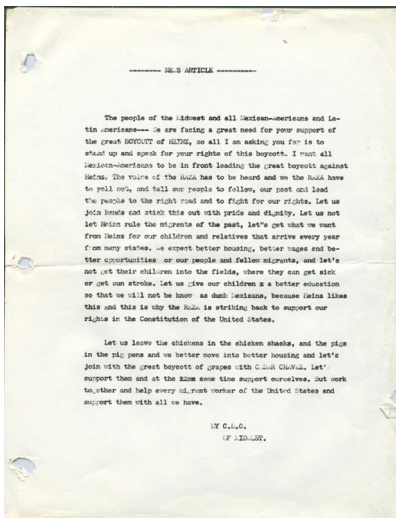 -------- NEWS ARTICLE ----------
The people of the Midwest and all Mexican-Americans and La-
tin Americans--- We are facing a great need for your support of
the great BOYCOTT of HEINZ, so all I am asking you for is to
stand up and speak for your rights of this boycott. I want all
Mexican-Americans to be in front leading the great boycott against
Heinz. The voice of the RAZA has to be heard and we the RAZA have
to yell out, and tell our people to follow, our past and lead
the people to the right road and to fight for our rights. Let us
join hands and stick this out with pride and dignity. Let us not
let Heinz rule the migrants of the past, let's get what we want
from Heinz for our children and relatives that arrive every year
from many states. We expect better housing, better wages and be-
tter opportunities or our people and fellow migrants, and let's
not get their children into the fields, where they can get sick
or get sun stroke. Let us give our children x a better education
so that we will not be know as dumb Mexicans, because Heinz likes
this and this is why the RAZA is striking back to support our
rights in the Constitution of the United States.
Let us leave the chickens in the chicken shacks, and the pigs
in the pig pens and we better move into better housing and let's
join with the great boycott of grapes with CESAR CHAVEZ. Let's
support them and at the same time support ourselves. But work
together and help every migrant worker of the United States and
support them with all we have.
BY C.L.O.
OF MIDWEST.